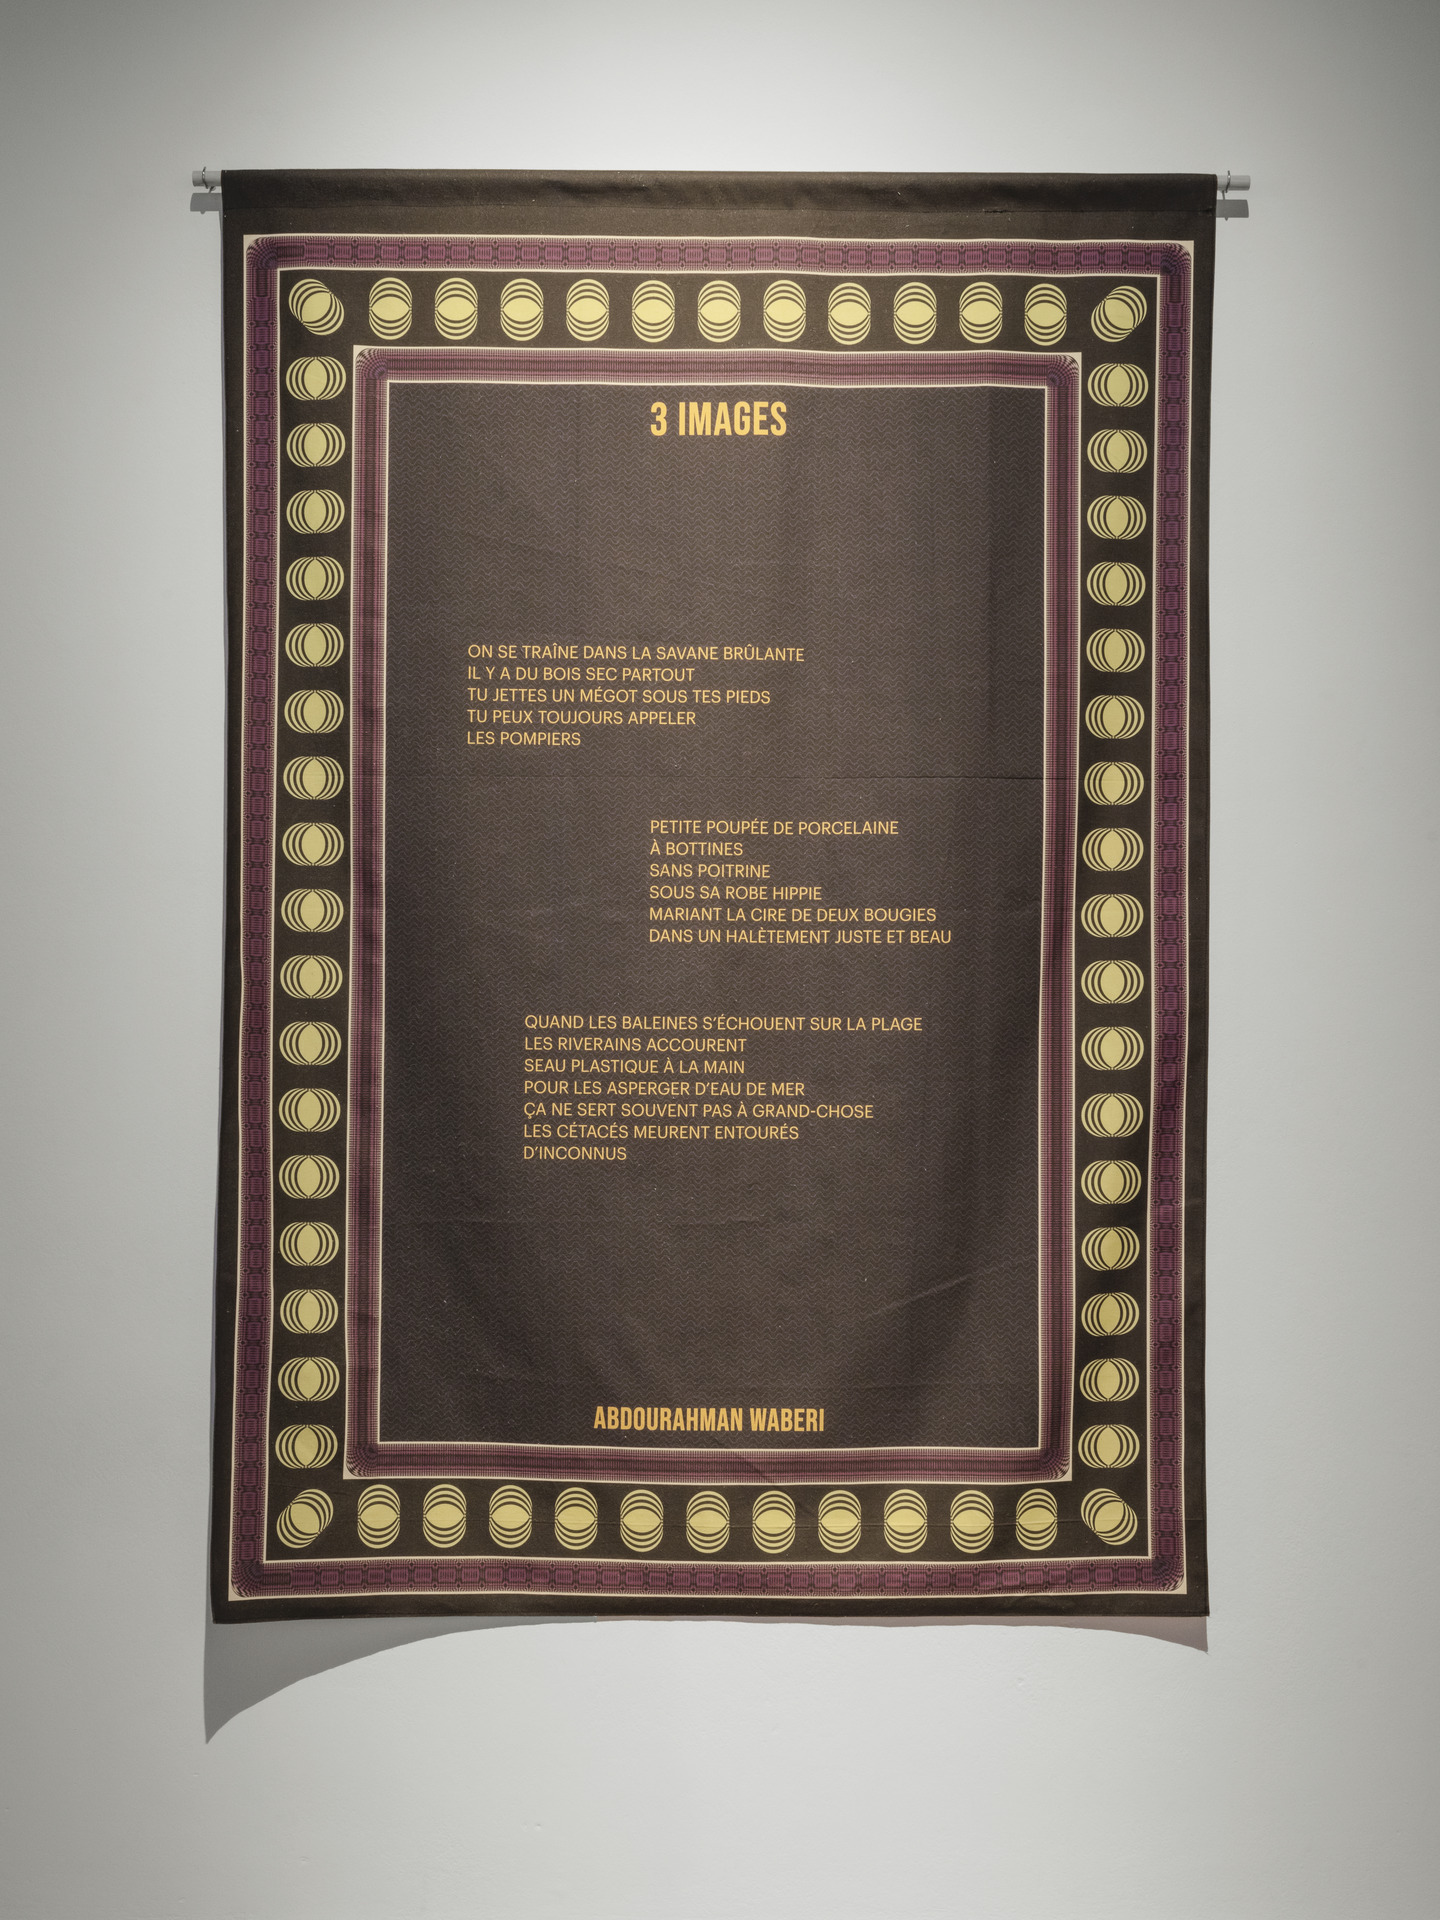 3 IMAGES
ON SE TRAÎNE DANS LA SAVANE BRÛLANTE
IL Y A DU BOIS SEC PARTOUT
TU JETTES UN MÉGOT SOUS TES PIEDS
TU PEUX TOUJOURS APPELER
LES POMPIERS
PETITE POUPÉE DE PORCELAINE
À BOTTINES
SANS POITRINE
SOUS SA ROBE HIPPIE
MARIANT LA CIRE DE DEUX BOUGIES
DANS UN HALÈTEMENT JUSTE ET BEAU
QUAND LES BALEINES S'ÉCHOUENT SUR LA PLAGE
LES RIVERAINS ACCOURENT
SEAU PLASTIQUE À LA MAIN
POUR LES ASPERGER D'EAU DE MER
ÇA NE SERT SOUVENT PAS À GRAND-CHOSE
LES CÉTACÉS MEURENT ENTOURÉS
D'INCONNUS
ABDOURAHMAN WABERI